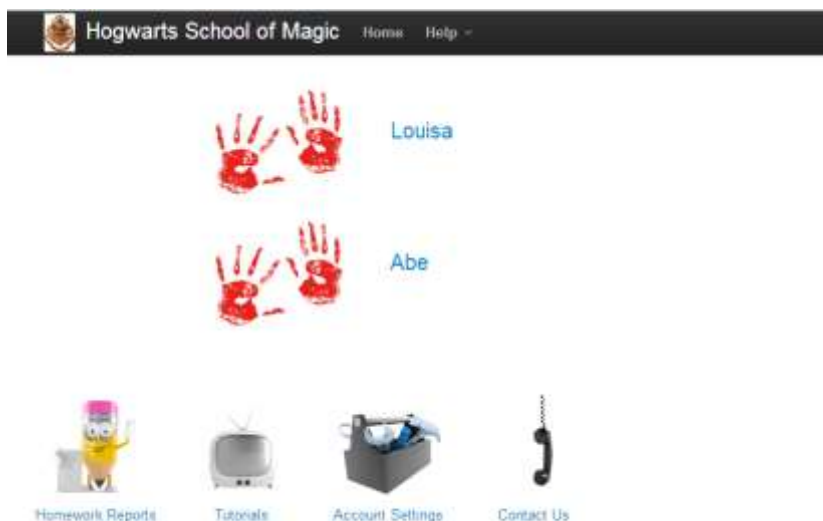 Hogwarts School of Magic Home Help
Louisa
Abe
Homework Reports Tutorials Account Settings Contact Us